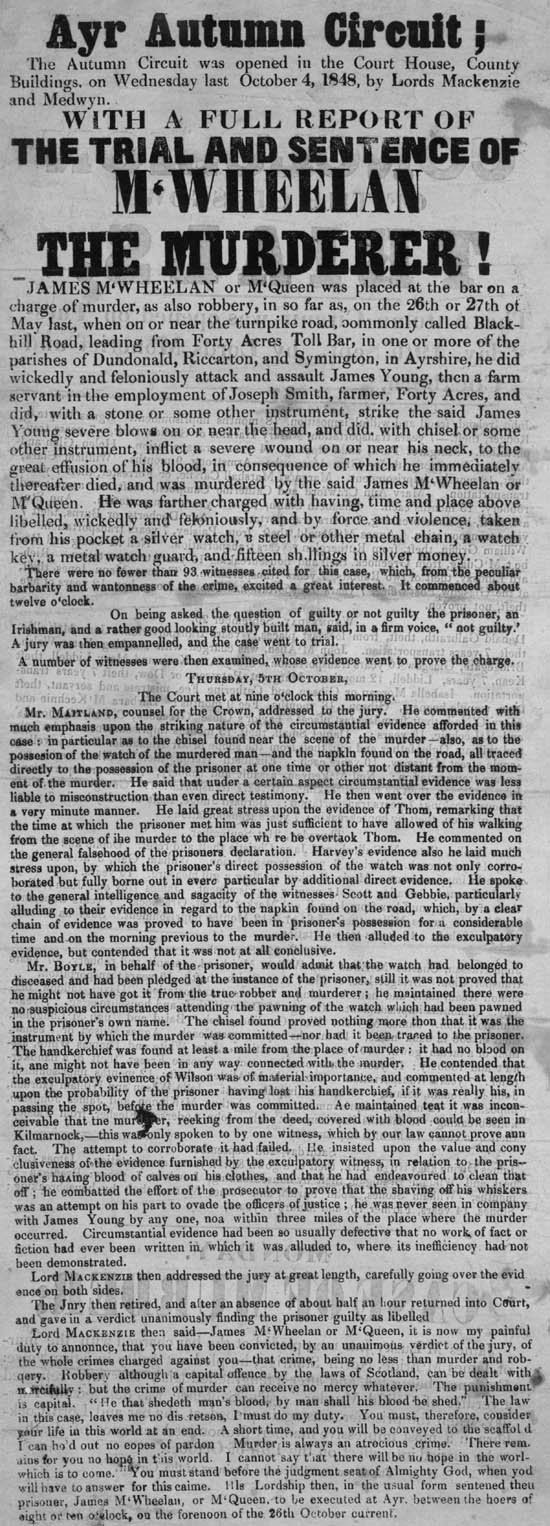 Ayr Autumn Circuit;
The Autumn Circuit was opened in the Court House, County
Buildings, on Wednesday last October 4, 1848, by Lords Mackenzie
and Medwyn.
WITH A FULL REPORT OF
THE TRIAL AND SENTENCE OF
M‘WHEELAN
THE MURDERER!
JAMES M‘WHEELAN or M‘Queen was placed at the bar on a
charge of murder, as also robbery, in so far as, on the 26th or 27th ot
May last, when on or near the turnpike road, commonly called Black-
hill Road, leading from Forty Acres Toll Bar, in one or more of the
parishes of Dundonald, Riccarton, and Symington, in Ayrshire, he did
wickedly and feloniously attack and assault James Young, then a farm
servant in the employment of Joseph Smith, farmer, Forty Acres, and
did, with a stone or some other instrument, strike the said James
Young severe blows on or near the head, and did. with chisel or some
other instrument, inflict a severe wound on or near his neck, to the
great effusion of his blood, in consequence of which he immediately
thereafter died, and was murdered by the said James M‘Wheelan or
M‘Queen. He was farther charged with having, time and place above
libelled, wickedly and feloniously, and by force and violence, taken
from his pocket a silver watch, a steel or other metal chain, a watch
key, a metal watch guard, and fifteen sh.llings in silver money.
There were no fewer than 93 witnesses cited for this case, which, from the peculiar
barbarity and wantonness of the crime, excited a great interest. It commenced about
twelve o'clock.
On being asked the question of guilty or not guilty the prisoner, an
Irishman, and a rather good looking stoutly built man, said, in a firm voice, " not guilty.'
A jury was then empannelled, and the case went to trial.
A number of witnesses were then examined, whose evidence went to prove the charge.
THURSDAY, 5TH OCTOBER,
The Court met at nine o'clock this morning.
Mr. MAITLAND, counsel for the Crown, addressed to the jury. He commented with
much emphasis upon the striking nature of the circumstantial evidence afforded in this
case : in particular as to the chisel found near the scene of the murder—also, as to the
possesion of the watch of the murdered man—and the napkln found on the road, all traced
directly to the possession of the prisoner at one time or other not distant from the mom-
ent of the murder. He said that under a certain aspect circumstantial evidence was less
liable to misconstruction than even direct testimony. He then went over the evidence in
a very minute manner. He laid great stress upon the evidence of Thom, remarking that
the time at which the prisoner met him was just sufficient to have allowed of his walking
from the scene of ihe murder to the place wh re he overtaok Thom. He commented on
the general falsehood of the prisoners declaration. Harvey's evidence also he laid much
stress upon, by which the prisoner's direct possession of the watch was not only corro-
borated but fully borne out in evere particular by additional direct evidence. He spoke
to the general intelligence and sagacity of the witnesses Scott and Gebbie, particularly
alluding to their evidence in regard to the napkin found on the road, which, by a clear
chain of evidence was proved to have been in prisoner's possession for a considerable
time and on the morning previous to the murder. He then alluded to the exculpatory
evidence, but contended that it was not at all conclusive.
Mr. BOYLE, in behalf of the prisoner, would admit that the watch had belonged to
disceased and had been pledged at the instance of the prisoner, still it was not proved that
he might not have got it from the true robber and murderer ; he maintained there were
no suspicious circumstances attending the pawning of the watch which had been pawned
in the prisoner's own name. The chisel found proved nothing more thon that it was the
instrument by which the murder was committed—nor had it been traced to the prisoner.
The handkerchief was found at least a mile from the place of murder : it had no blood on
it, ane might not have been in any way connected with the murder. He contended that
the exculpatory evinence of Wilson was of material importance, and commented at length
upon the probability of the prisoner having lost his handkerchief, if it was really his, in
passing the spot, before the murder was committed. Ae maintained teat it was incon-
ceivable that tne murderer, reeking from the deed, covered with blood could be seen in
Kilmarnock,—this was only spoken to by one witness, which by our law cannot prove ann
fact. The attempt to corroborate it had failed. He insisted upon the value and cony
clusiveness of the evidence furnished by the exculpatory witness, in relation to the pris-
oner's haxing blood of calves on his clothes, and that he had endeavoured to clean that
off ; he combatted the effort of the prosecutor to prove that the shaving off his whiskers
was an attempt on his part to ovade the officers of justice ; he was never seen in company
with James Young by any one, noa within three miles of the place where the murder
occurred. Circumstantial evidence had been so usually defective that no work of fact or
fiction had ever been written in which it was alluded to, where its inefficiency had not
been demonstrated.
Lord MACKENZIE then addressed the jury at great length, carefully going over the evid
ence on both sides.
The Jnry then retired, and alter an absence of about half an hour returned into Court,
and gave in a verdict unanimously finding the prisoner guilty as libelled
Lord MACKENZIE then said—James M‘Wheelan or M‘Queen, it is now my painful
duty to annonnce, that you have been convicted, by an unauimous verdict of the jury, of
the whole crimes charged against you—that crime, being no less than murder and rob-
qery. Robbery although a capital offence by the laws of Scotland, can be dealt with
mercifully : but the crime of murder can receive no mercy whatever. The punishment
is capital. "He that shedoth man's blood, by man shall his blood be shed." The law
in this case, leaves me no dis retson, I must do my duty. You must, therefore, consider
your life in this world at an end. A short time, and you will be conveyed to the scaffol d
I can ho'd out no eopes of pardon Murder is always an atrocious crime. There rem.
ains for you no hope in this world. I cannot say that there will be no hope in the worl-
which is to come. You must stand before the judgment seat of Almighty God, when yod
will have to answer for this caime. His Lordship then, in the usual form sentened theu
prisoner, James M‘Wheelan, or M‘Queen, to be executed at Ayr. between the hoers of
eight or ten o'clock, on the forenoon of the 26th October current.